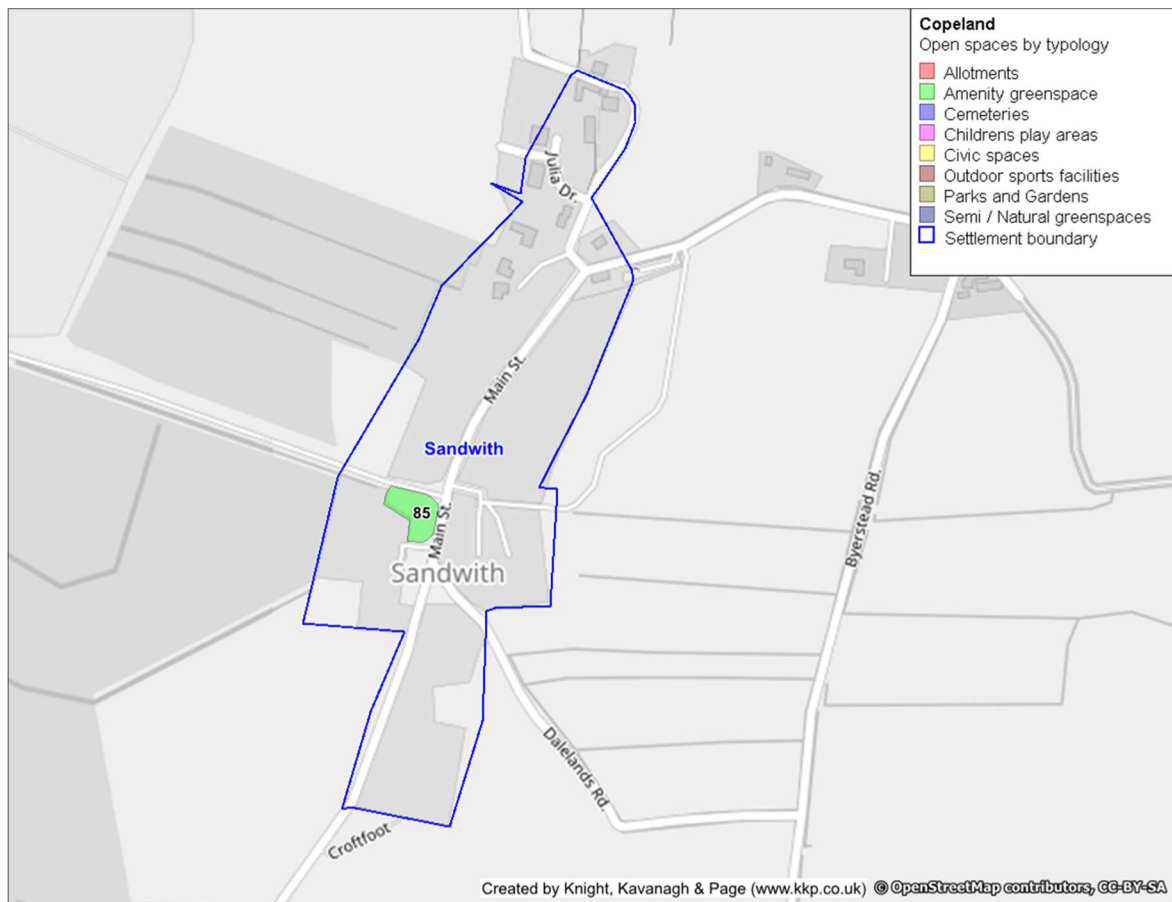 Copeland
Open spaces by typology
Allotments
Amenity greenspace
Cemeteries
Childrens play areas
Civic spaces
Outdoor sports facilities
Parks and Gardens
Semi / Natural greenspaces
Settlement boundary
Julia Dr.
Main St.
Sandwith
85
Main St.
Sandwith
Byerstead Rd.
Dalelands Rd.
Croftfoot
Created by Knight, Kavanagh & Page (www.kkp.co.uk) © OpenStreetMap contributors, CC-BY-SA